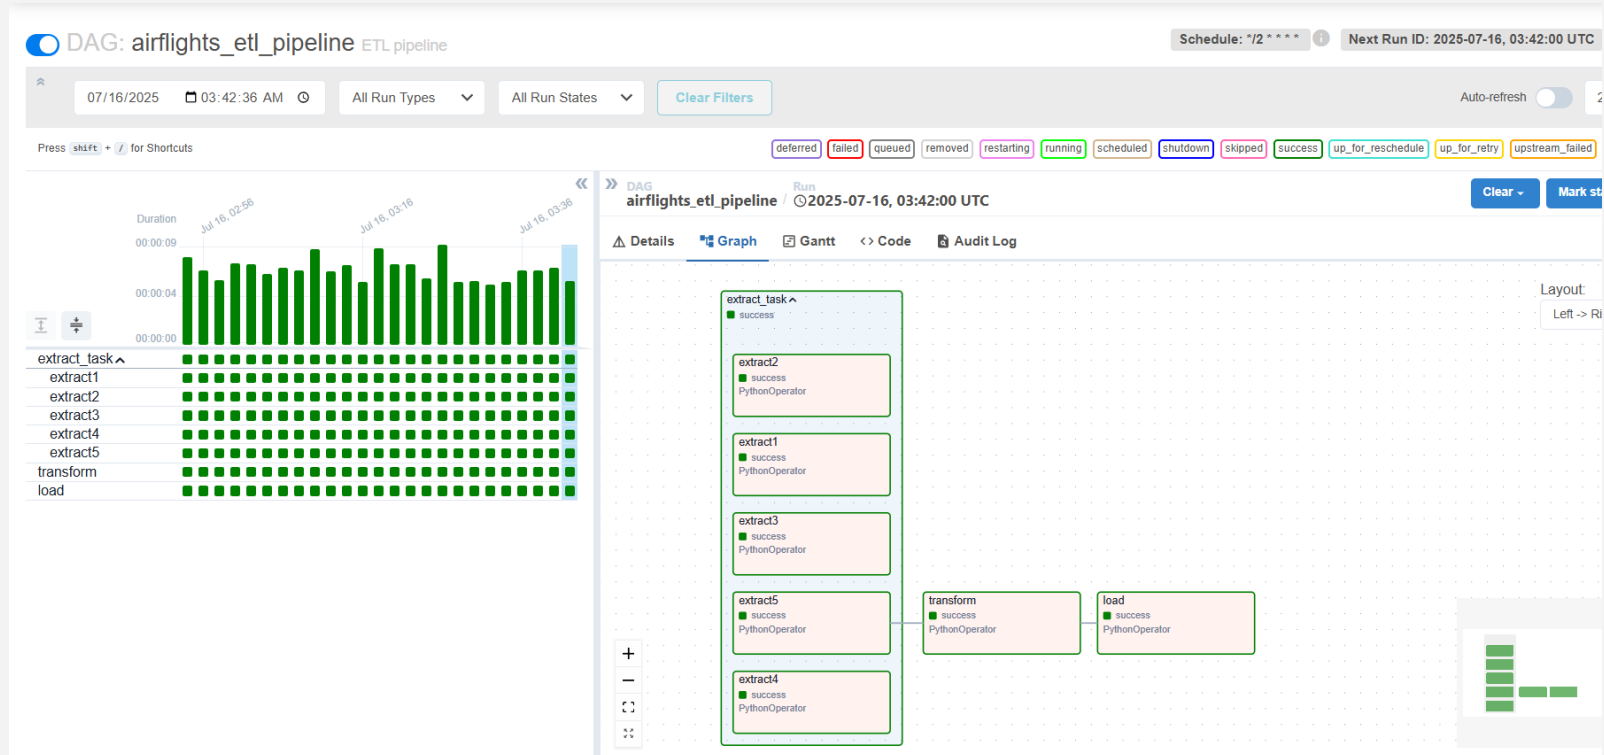 DAG: airflights_etl_pipeline ETL pipeline
Schedule: */2 * * * *
Next Run ID: 2025-07-16, 03:42:00 UTC
07/16/2025 03:42:36 AM
All Run Types
All Run States
Clear Filters
Auto-refresh
Press shift + / for Shortcuts
deferred failed queued removed restarting running scheduled shutdown skipped success up_for_reschedule up_for_retry upstream_failed
Duration
Jul 16, 02:56
Jul 16, 03:16
Jul 16, 03:36
00:00:09
00:00:04
00:00:00
extract_task
extract1
extract2
extract3
extract4
extract5
transform
load
DAG
airflights_etl_pipeline
/
Run
2025-07-16, 03:42:00 UTC
Clear
Mark sta
Details
Graph
Gantt
Code
Audit Log
Layout:
Left -> Ri
extract_task
success
extract2
success
PythonOperator
extract1
success
PythonOperator
extract3
success
PythonOperator
extract5
success
PythonOperator
transform
success
PythonOperator
load
success
PythonOperator
extract4
success
PythonOperator